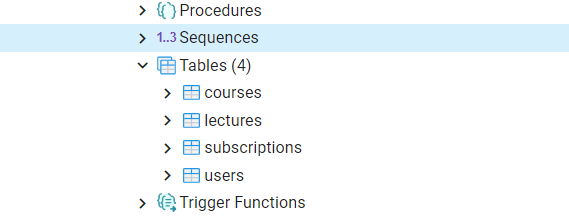 Procedures
1..3 Sequences
Tables (4)
courses
lectures
subscriptions
users
Trigger Functions